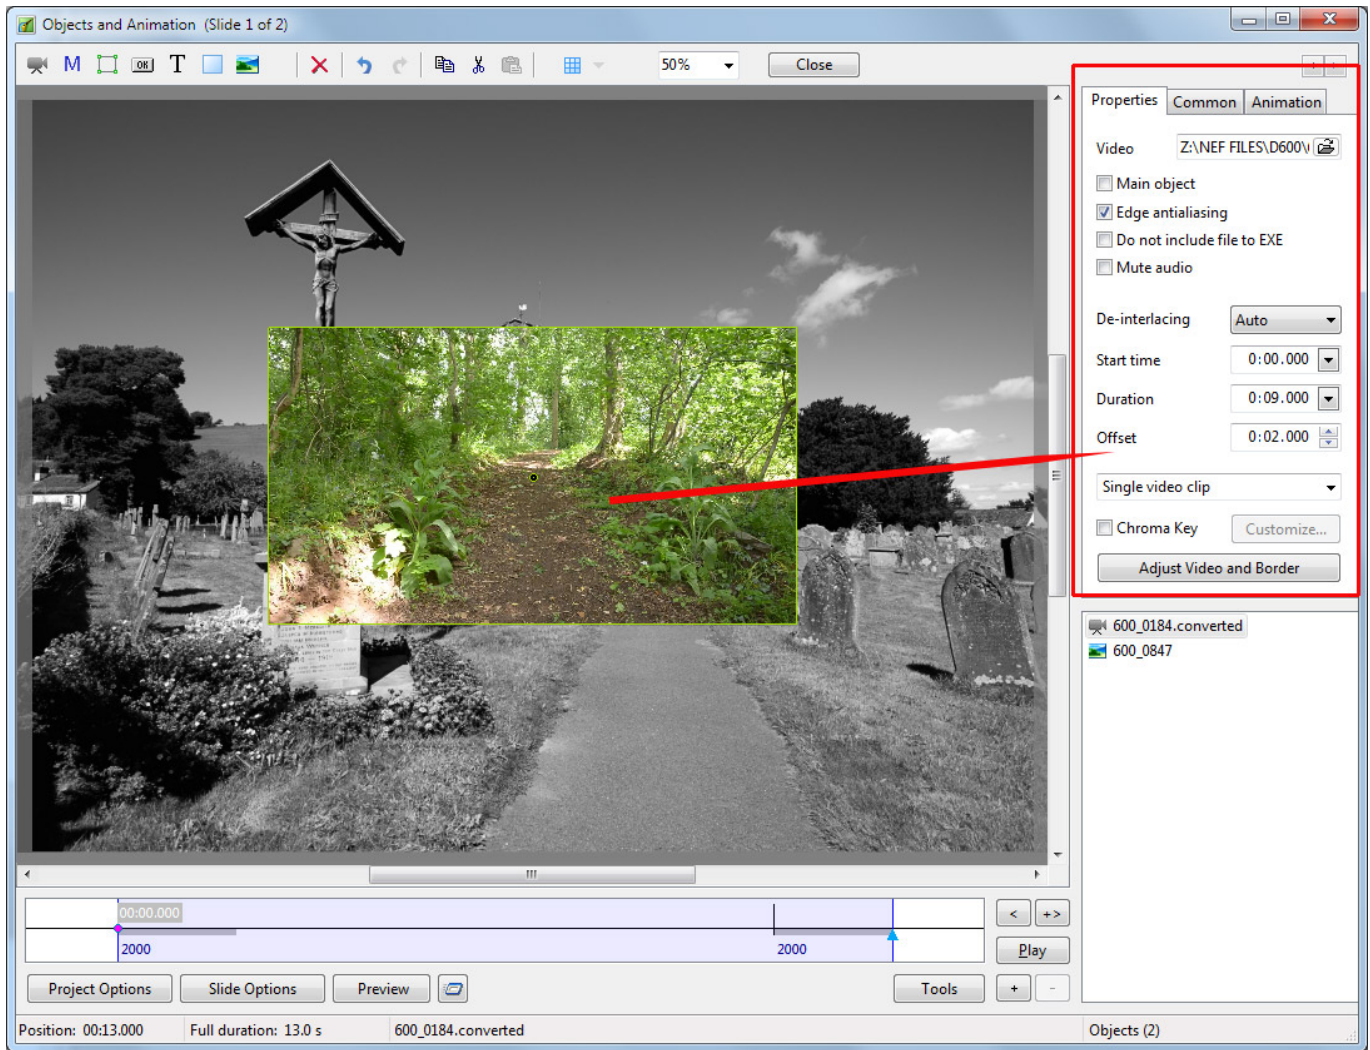 Objects and Animation (Slide 1 of 2)
M OK T 50% Close
Properties Common Animation
Video Z:\NEF FILES\D600\
Main object
Edge antialiasing
Do not include file to EXE
Mute audio
De-interlacing Auto
Start time 0:00.000
Duration 0:09.000
Offset 0:02.000
Single video clip
Chroma Key Customize...
Adjust Video and Border
600_0184.converted
600_0847
00:00.000
2000 2000
< +>
Play
Project Options Slide Options Preview Tools + -
Position: 00:13.000 Full duration: 13.0 s 600_0184.converted Objects (2)